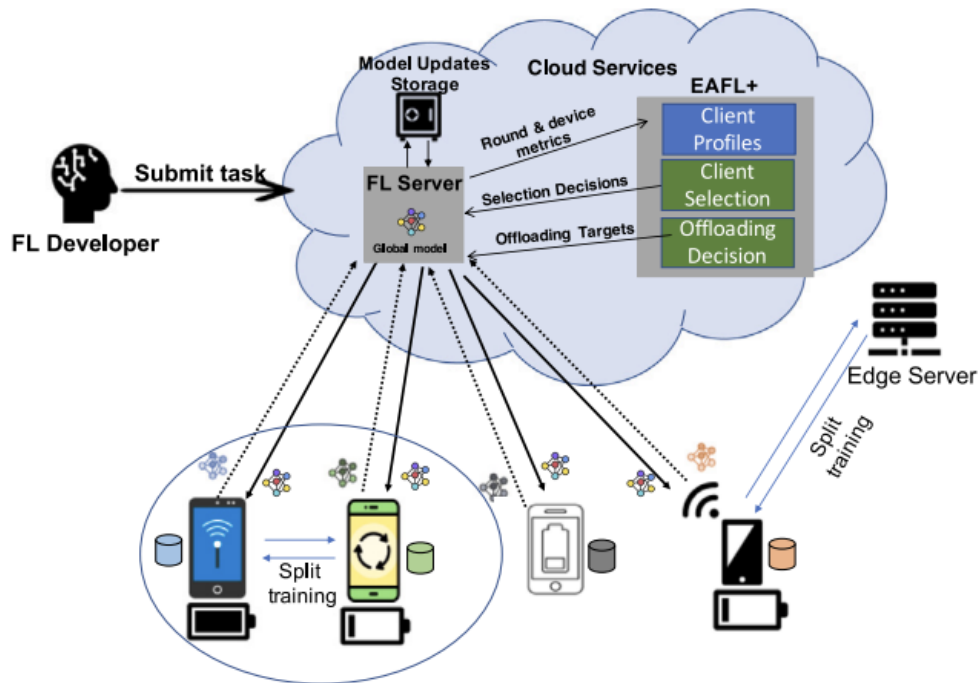 Model Updates
Storage
Cloud Services
EAFL+
Client
Profiles
Round & device
metrics
Submit task
FL Server
Selection Decisions
Client
Selection
Global model
Offloading Targets
Offloading
Decision
FL Developer
Edge Server
Split
training
Split
training